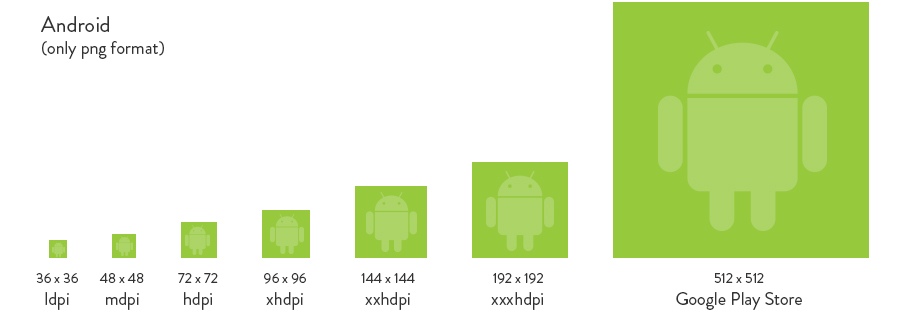 Android
(only png format)
36 x 36
48 x 48
72 x 72
96 x 96
144 x 144
192 x 192
512 x 512
ldpi
mdpi
hdpi
xhdpi
xxhdpi
xxxhdpi
Google Play Store